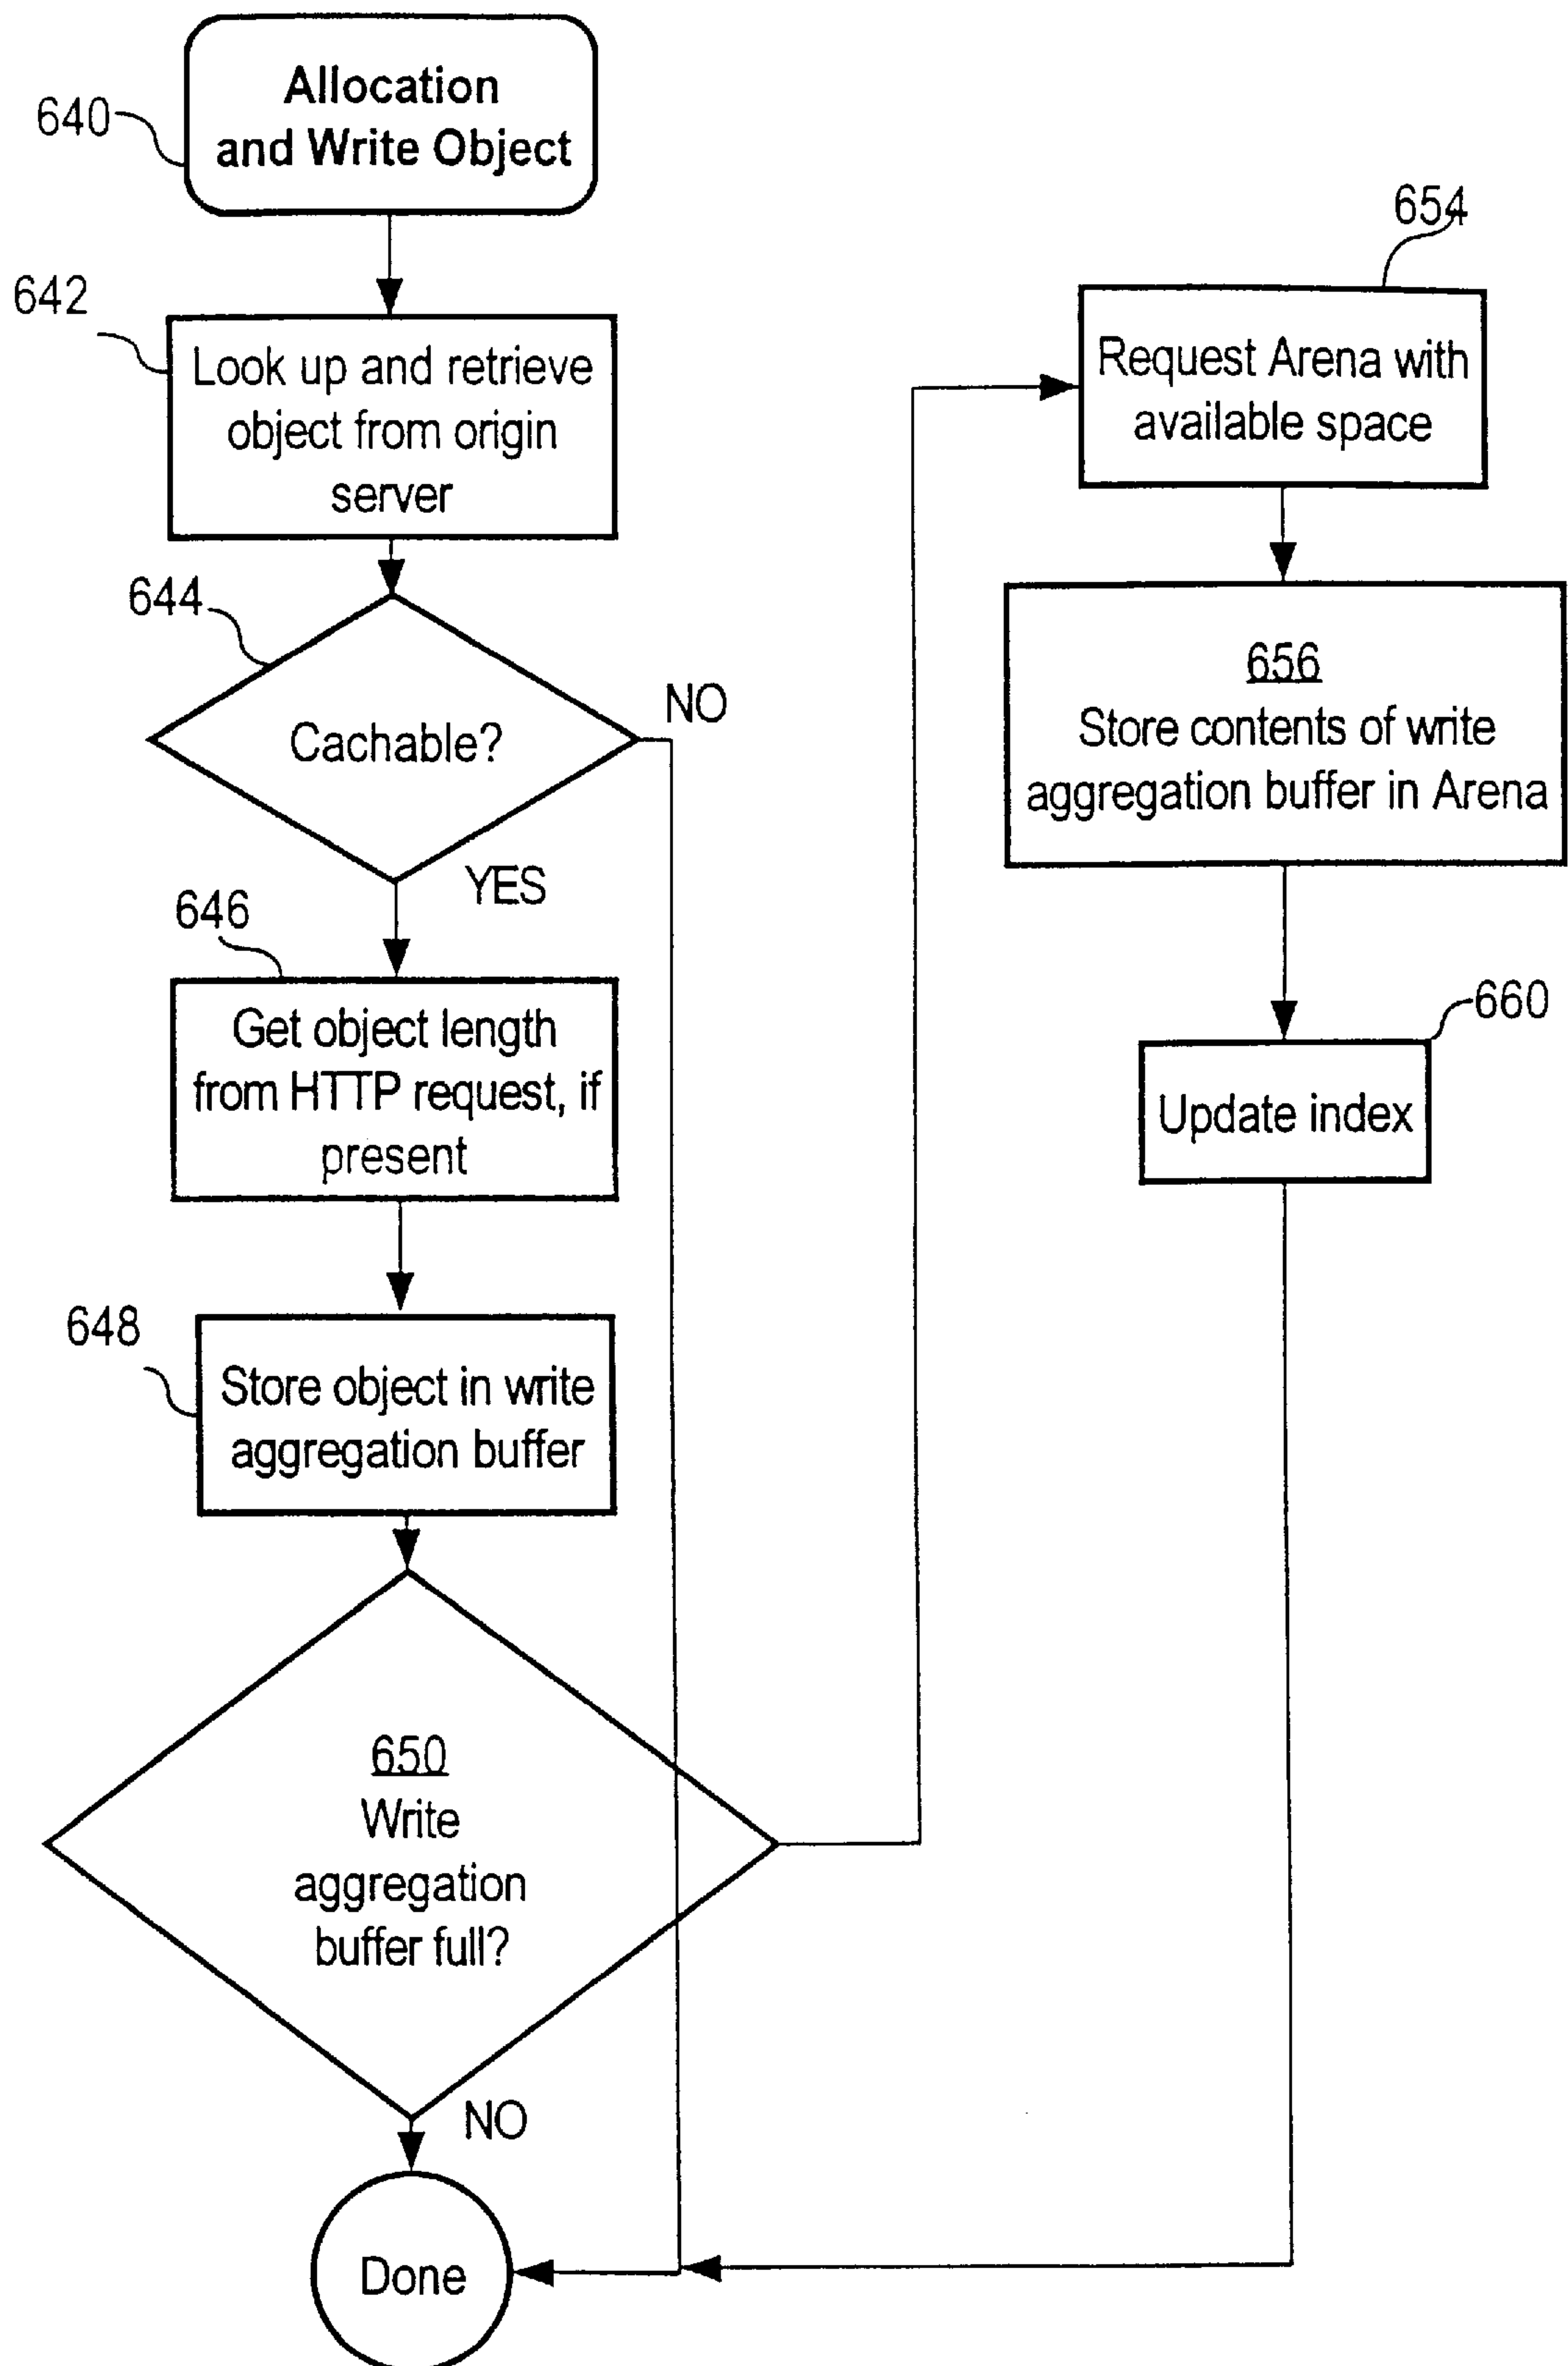 640
Allocation
and Write Object
642
Look up and retrieve
object from origin
server
644
Cachable?
NO
YES
646
Get object length
from HTTP request, if
present
648
Store object in write
aggregation buffer
650
Write
aggregation
buffer full?
NO
Done
654
Request Arena with
available space
656
Store contents of write
aggregation buffer in Arena
660
Update index